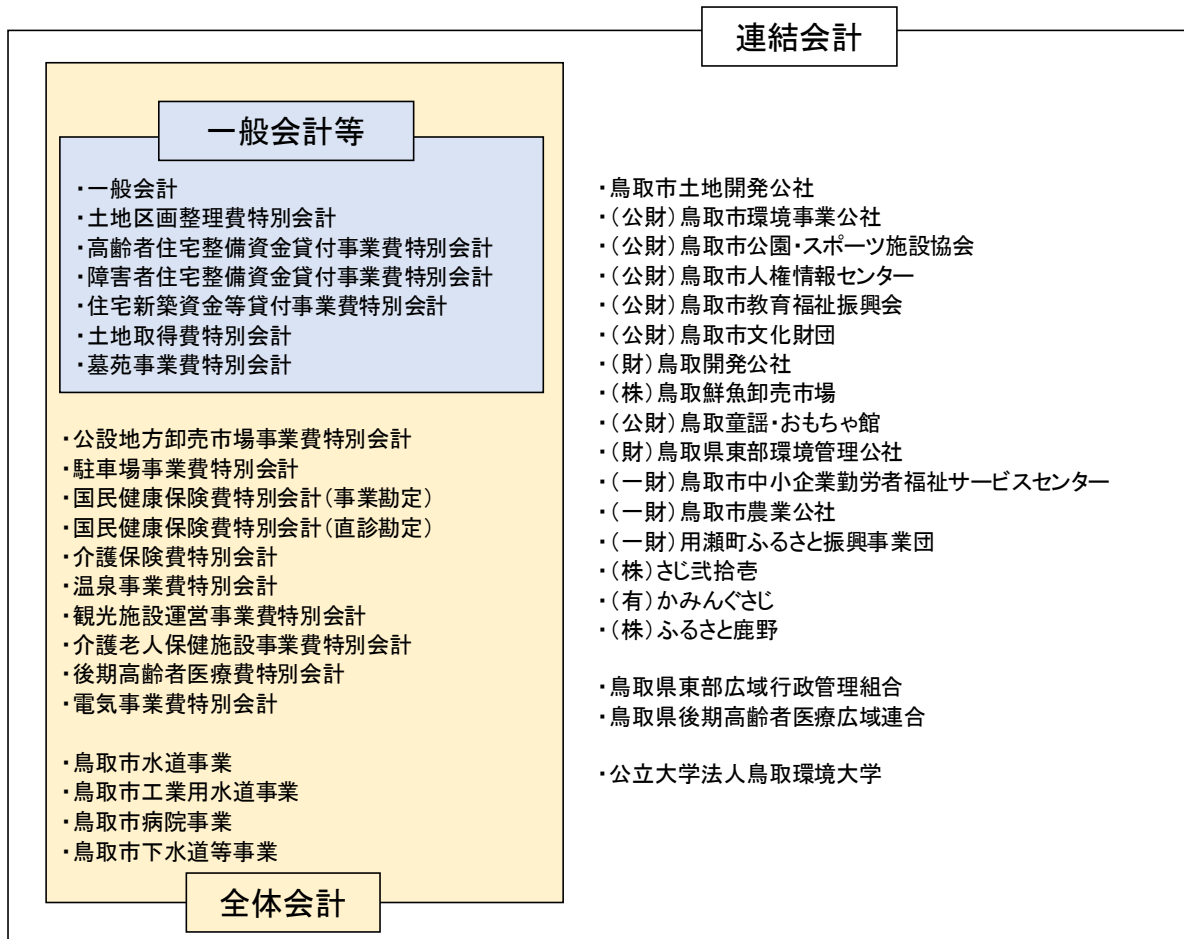 連結会計
一般会計等
・一般会計
・土地区画整理費特別会計
・高齢者住宅整備資金貸付事業費特別会計
・障害者住宅整備資金貸付事業費特別会計
・住宅新築資金等貸付事業費特別会計
・土地取得費特別会計
・墓苑事業費特別会計
・公設地方卸売市場事業費特別会計
・駐車場事業費特別会計
・国民健康保険費特別会計(事業勘定)
・国民健康保険費特別会計(直診勘定)
・介護保険費特別会計
・温泉事業費特別会計
・観光施設運営事業費特別会計
・介護老人保健施設事業費特別会計
・後期高齢者医療費特別会計
・電気事業費特別会計
・鳥取市水道事業
・鳥取市工業用水道事業
・鳥取市病院事業
・鳥取市下水道等事業
全体会計
・鳥取市土地開発公社
・(公財)鳥取市環境事業公社
・(公財)鳥取市公園・スポーツ施設協会
・(公財)鳥取市人権情報センター
・(公財)鳥取市教育福祉振興会
・(公財)鳥取市文化財団
・(財)鳥取開発公社
・(株)鳥取鮮魚卸売市場
・(公財)鳥取童謡・おもちゃ館
・(財)鳥取県東部環境管理公社
・(一財)鳥取市中小企業勤労者福祉サービスセンター
・(一財)鳥取市農業公社
・(一財)用瀬町ふるさと振興事業団
・(株)さじ弐拾壱
・(有)かみんぐさじ
・(株)ふるさと鹿野
・鳥取県東部広域行政管理組合
・鳥取県後期高齢者医療広域連合
・公立大学法人鳥取環境大学